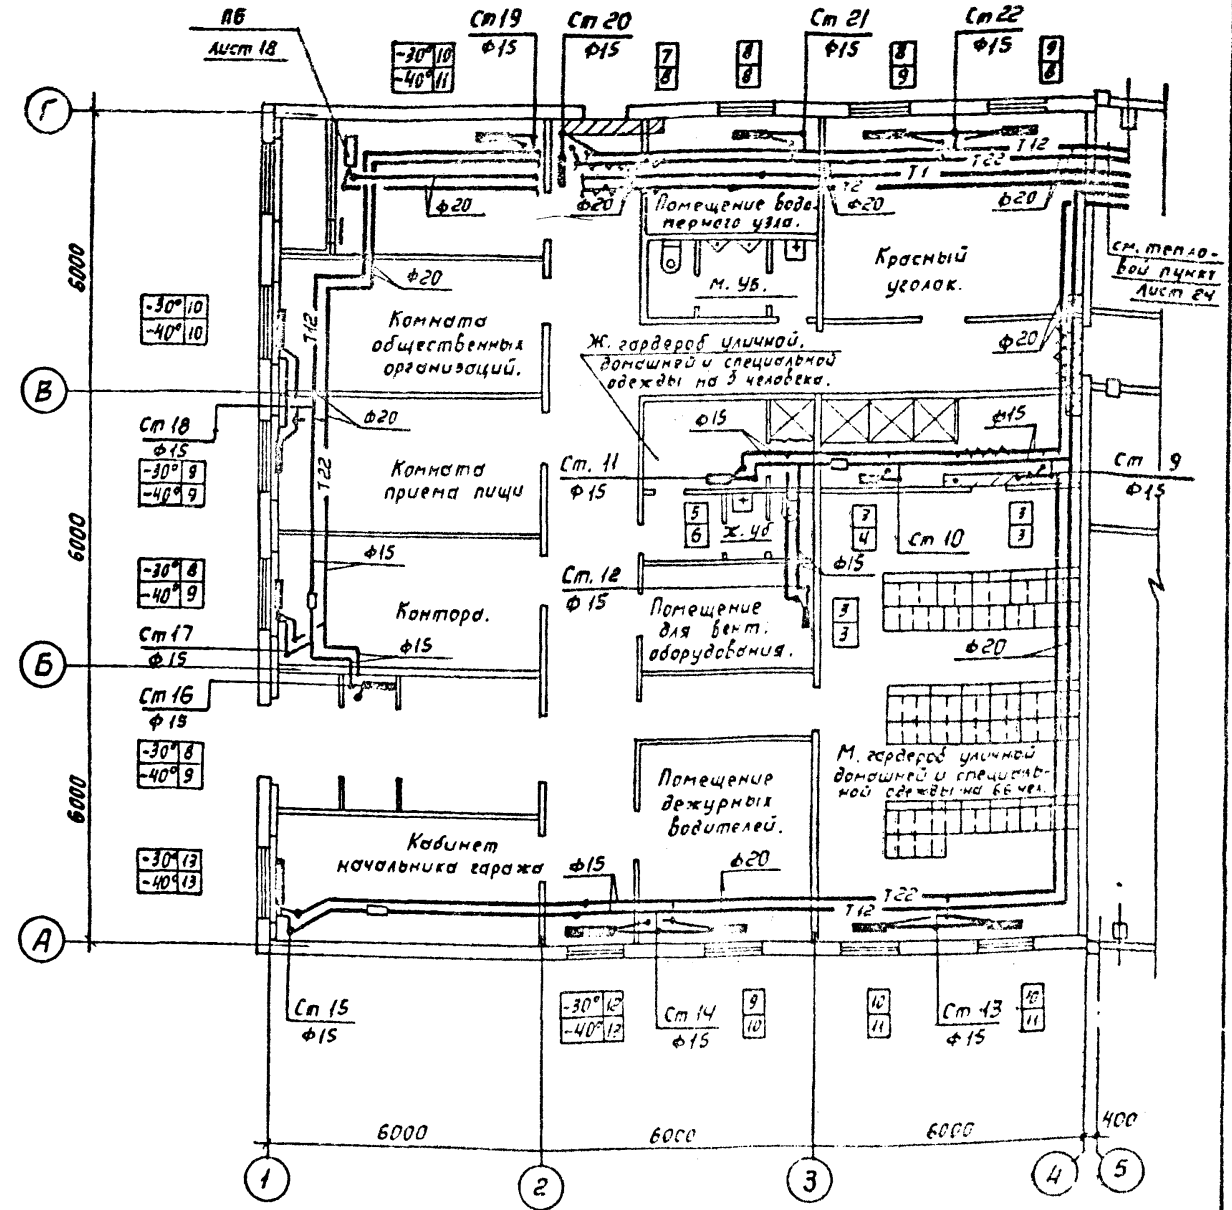 П6
Лист 18
Ст 19
ф15
Ст 20
ф15
Ст 21
ф15
Ст 22
ф15
-30° 10
-40° 11
7
8
8
8
8
9
9
8
Г
Т12
Т22
Т1
Т2
ф20
ф20
ф20
ф20
Помещение водо-
мерного узла.
Красный
уголок.
см. тепло-
вой пункт
Лист 24
6000
ф20
м. уб.
-30° 10
-40° 10
Т12
Комната
общественных
организаций.
Ж. гардероб уличной,
домашней и специальной
одежды на 5 человека.
ф20
В
Ст 18
ф15
ф20
ф15
ф15
-30° 9
-40° 9
Т22
Комната
приема пищи
Ст. 11
ф15
Ст 9
ф15
5
6
ж. уб
3
4
Ст 10
3
3
6000
ф15
ф15
-30° 8
-40° 9
Контора.
Ст. 12
ф15
Помещение
для вент.
оборудования.
3
3
Ст 17
ф15
ф15
ф20
Б
Ст 16
ф15
-30° 8
-40° 9
6000
Помещение
дежурных
водителей.
М. гардероб уличной
домашней и специаль-
ной одежды на 66 чел.
-30° 13
-40° 13
Кабинет
начальника гаража
ф15
ф20
Т22
Т12
А
Ст 15
ф15
-30° 12
-40° 12
Ст 14
ф15
9
10
10
11
Ст 13
ф15
10
11
6000
6000
6000
400
1
2
3
4
5